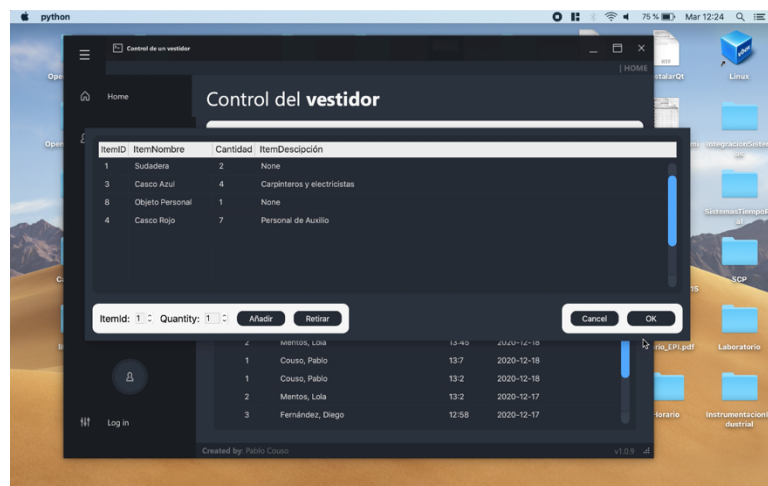 python 75 % Mar 12:24
Control de un vestidor
| HOME
Home
Control del vestidor
ItemID ItemNombre Cantidad ItemDescipción
1 Sudadera 2 None
3 Casco Azul 4 Carpinteros y electricistas
8 Objeto Personal 1 None
4 Casco Rojo 7 Personal de Auxilio
ItemId: 1 Quantity: 1 Añadir Retirar Cancel OK
2 Mentos, Lola 13:45 2020-12-18
1 Couso, Pablo 13:7 2020-12-18
1 Couso, Pablo 13:2 2020-12-18
2 Mentos, Lola 13:2 2020-12-17
3 Fernández, Diego 12:58 2020-12-17
Log in
Created by: Pablo Couso v1.0.9
Linux
SCP
Laboratorio
Horario